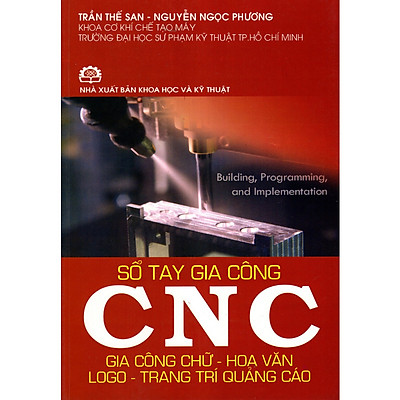 TRẦN THẾ SAN - NGUYỄN NGỌC PHƯƠNG
KHOA CƠ KHÍ CHẾ TẠO MÁY
TRƯỜNG ĐẠI HỌC SƯ PHẠM KỸ THUẬT TP.HỒ CHÍ MINH
NHÀ XUẤT BẢN KHOA HỌC VÀ KỸ THUẬT
Building, Programming,
and Implementation
SỔ TAY GIA CÔNG
CNC
GIA CÔNG CHỮ - HOA VĂN
LOGO - TRANG TRÍ QUẢNG CÁO